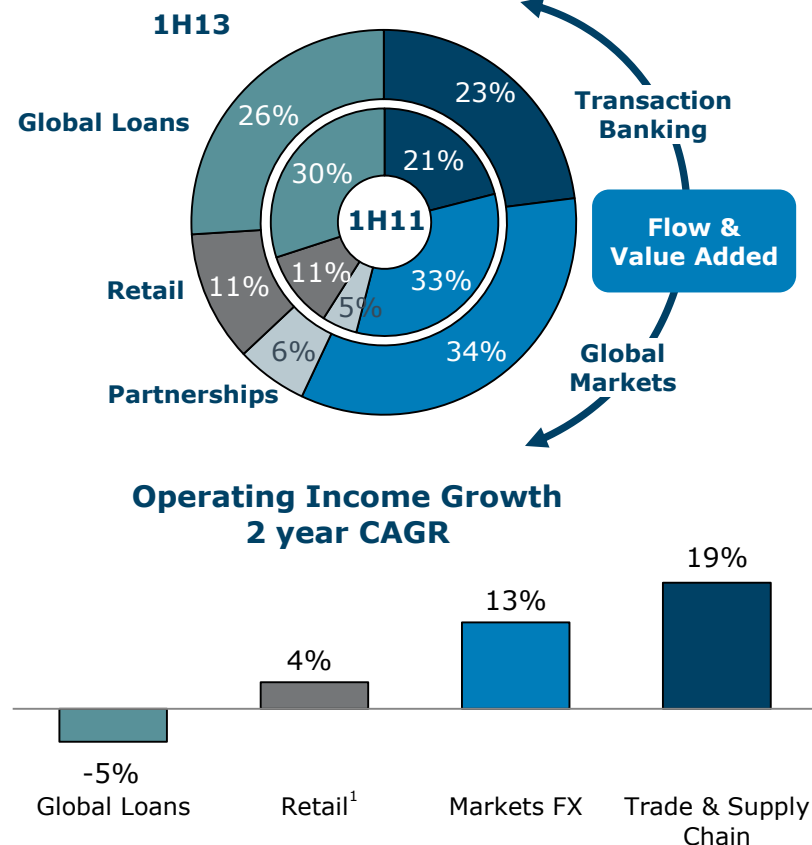 1H13
Global Loans
26%
23%
Transaction
Banking
30%
21%
1H11
Flow &
Value Added
Retail
11%
11%
33%
5%
6%
34%
Global
Markets
Partnerships
Operating Income Growth
2 year CAGR
19%
13%
4%
-5%
Global Loans
Retail1
Markets FX
Trade & Supply
Chain